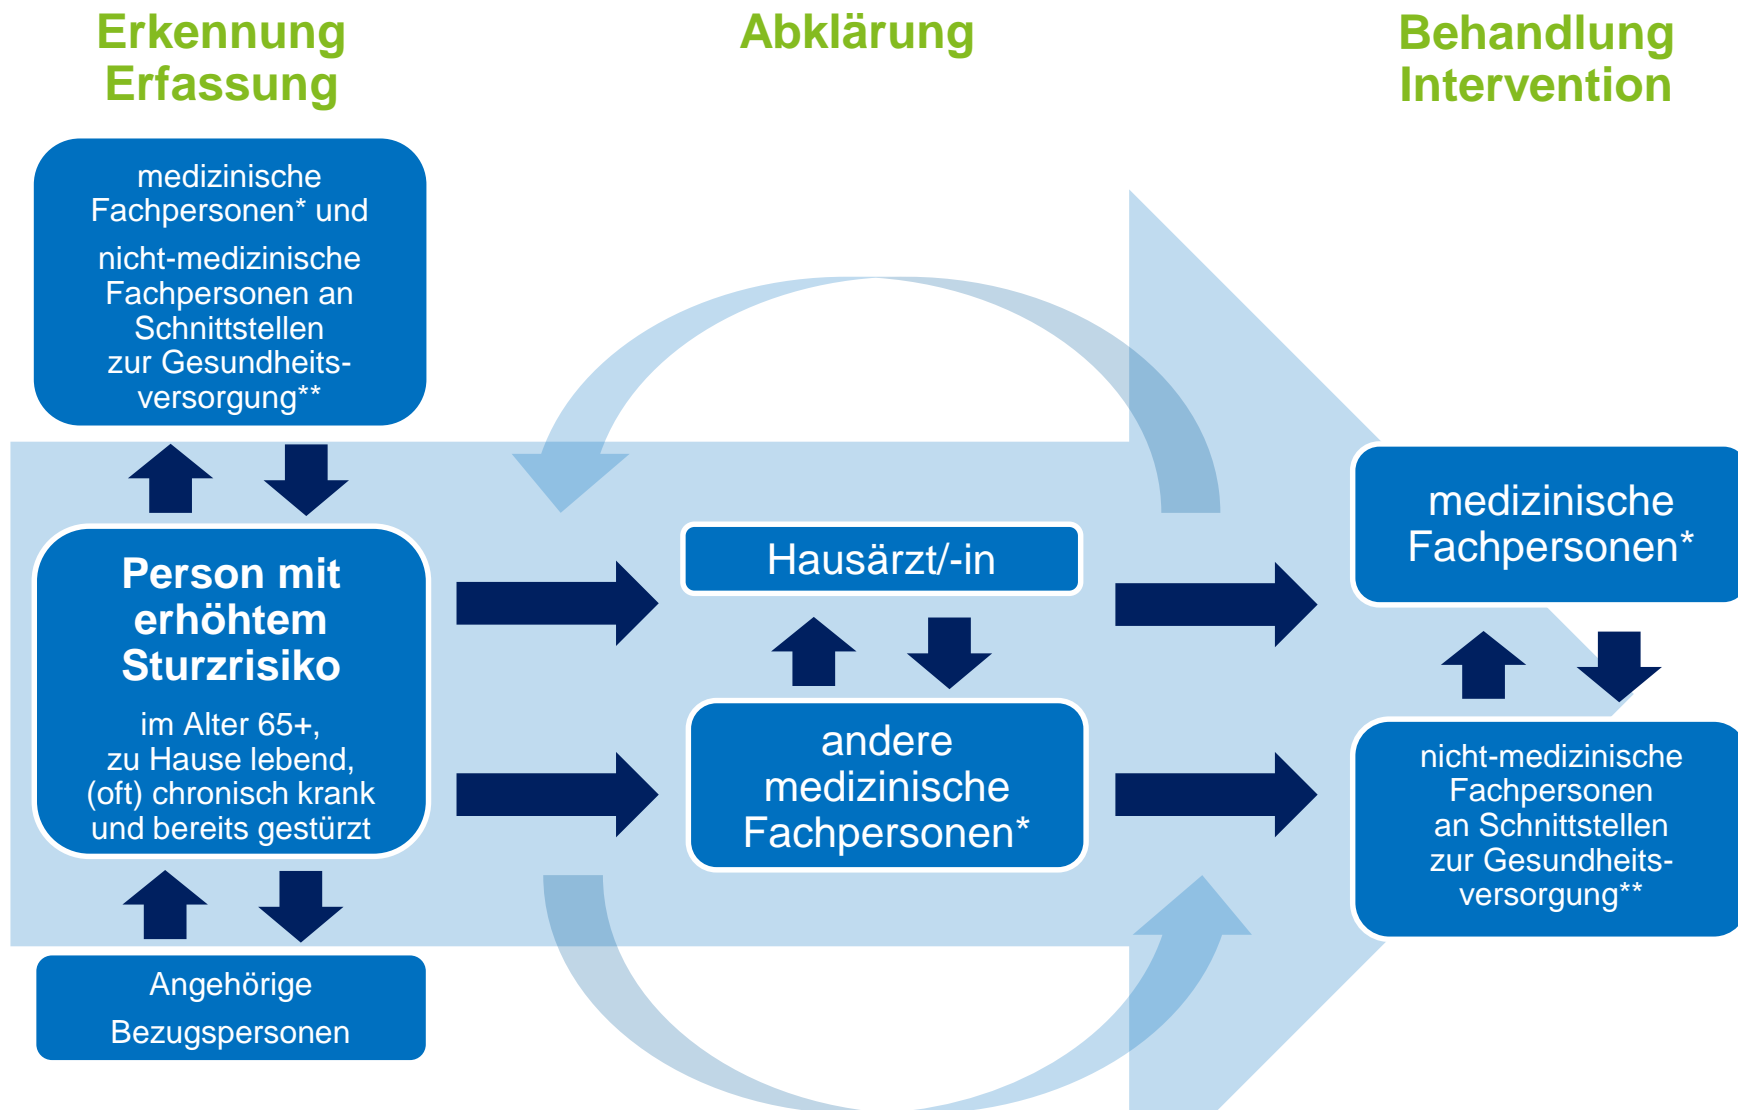 Erkennung
Erfassung
Abklärung
Behandlung
Intervention
medizinische
Fachpersonen* und
nicht-medizinische
Fachpersonen an
Schnittstellen
zur Gesundheits-
versorgung**
Person mit
erhöhtem
Sturzrisiko
im Alter 65+,
zu Hause lebend,
(oft) chronisch krank
und bereits gestürzt
Angehörige
Bezugspersonen
Hausärzt/-in
andere
medizinische
Fachpersonen*
medizinische
Fachpersonen*
nicht-medizinische
Fachpersonen
an Schnittstellen
zur Gesundheits-
versorgung**